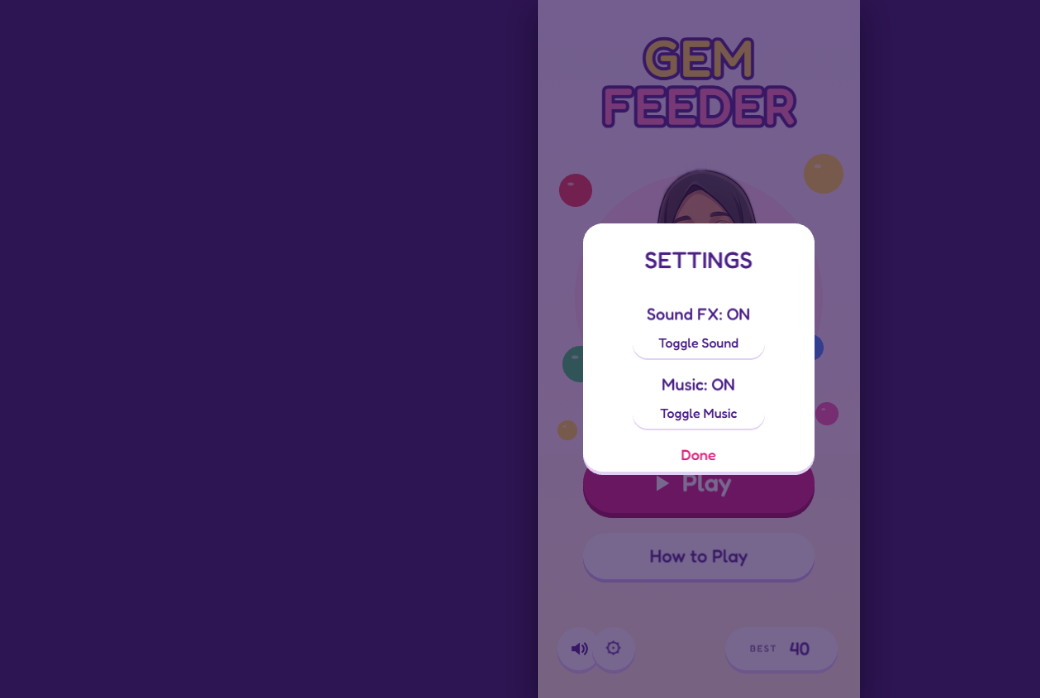 GEM
FEEDER
SETTINGS
Sound FX: ON
Toggle Sound
Music: ON
Toggle Music
Done
Play
How to Play
BEST 40